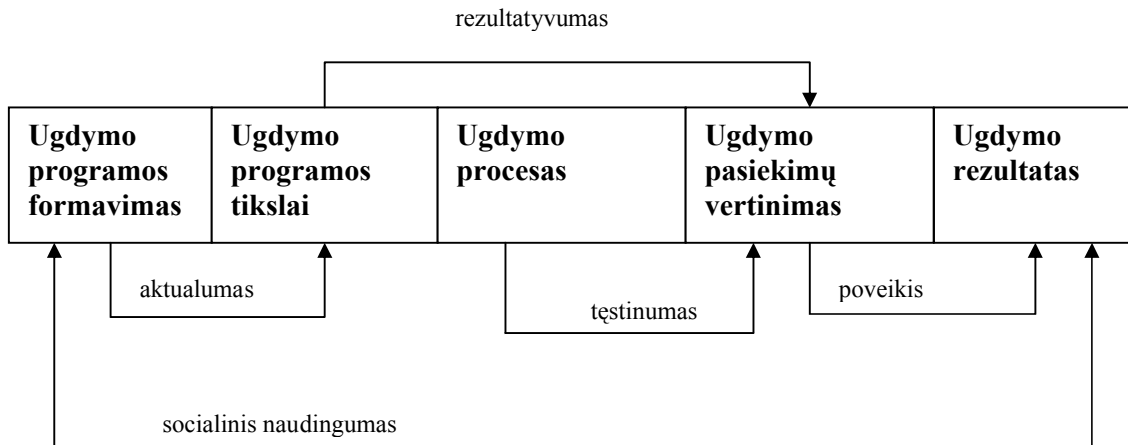 rezultatyvumas
Ugdymo
programos
formavimas
Ugdymo
programos
tikslai
Ugdymo
procesas
Ugdymo
pasiekimų
vertinimas
Ugdymo
rezultatas
aktualumas
tęstinumas
poveikis
socialinis naudingumas